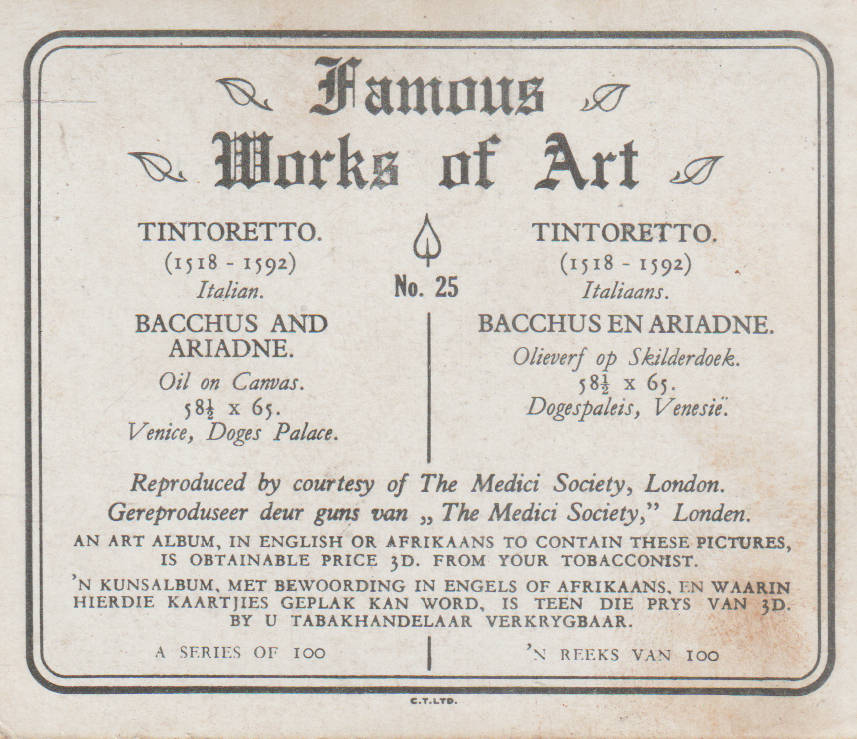 Famous
Works of Art
TINTORETTO.
(1518 - 1592)
Italian.
BACCHUS AND
ARIADNE.
Oil on Canvas.
58½ x 65.
Venice, Doges Palace.
No. 25
TINTORETTO.
(1518 - 1592)
Italiaans.
BACCHUS EN ARIADNE.
Olieverf op Skilderdoek.
58½ x 65.
Dogespaleis, Venesië.
Reproduced by courtesy of The Medici Society, London.
Gereproduseer deur guns van „ The Medici Society,” Londen.
AN ART ALBUM, IN ENGLISH OR AFRIKAANS TO CONTAIN THESE PICTURES,
IS OBTAINABLE PRICE 3D. FROM YOUR TOBACCONIST.
'N KUNSALBUM, MET BEWOORDING IN ENGELS OF AFRIKAANS, EN WAARIN
HIERDIE KAARTJIES GEPLAK KAN WORD, IS TEEN DIE PRYS VAN 3D.
BY U TABAKHANDELAAR VERKRYGBAAR.
A SERIES OF 100
'N REEKS VAN 100
C.T.LTD.